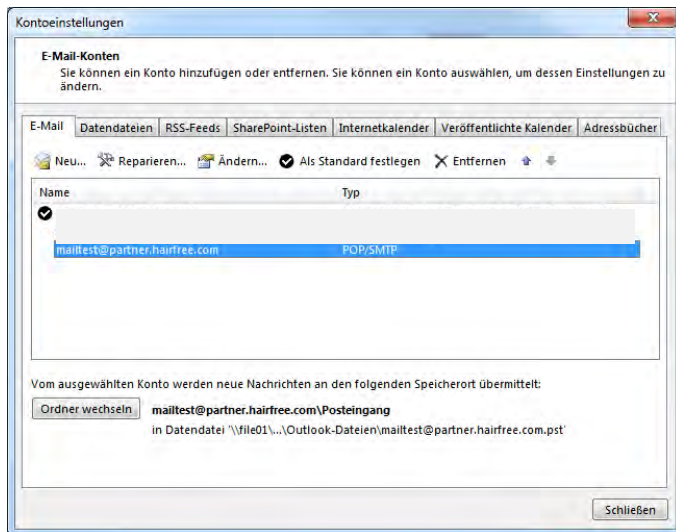 Kontoeinstellungen
E-Mail-Konten
Sie können ein Konto hinzufügen oder entfernen. Sie können ein Konto auswählen, um dessen Einstellungen zu
ändern.
E-Mail Datendateien RSS-Feeds SharePoint-Listen Internetkalender Veröffentlichte Kalender Adressbücher
Neu... Reparieren... Ändern... Als Standard festlegen Entfernen
Name Typ
mailtest@partner.hairfree.com POP/SMTP
Vom ausgewählten Konto werden neue Nachrichten an den folgenden Speicherort übermittelt:
Ordner wechseln mailtest@partner.hairfree.com\Posteingang
in Datendatei '\\file01\...\Outlook-Dateien\mailtest@partner.hairfree.com.pst'
Schließen